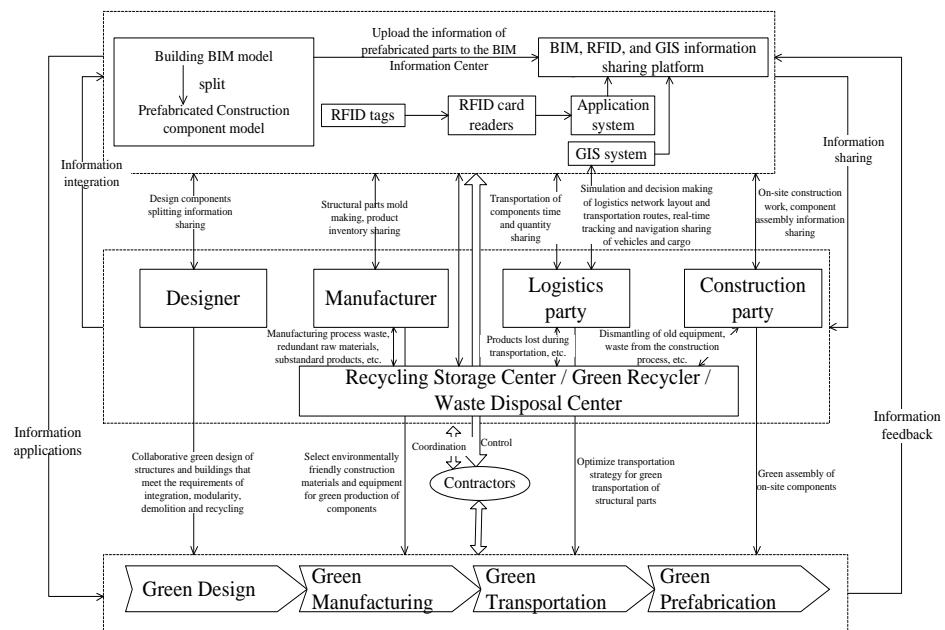 Building BIM model
split
Prefabricated Construction
component model
Upload the information of
prefabricated parts to the BIM
Information Center
BIM, RFID, and GIS information
sharing platform
RFID tags
RFID card
readers
Application
system
GIS system
Information
integration
Information
sharing
Design components
splitting information
sharing
Structural parts mold
making, product
inventory sharing
Transportation of
components time
and quantity
sharing
Simulation and decision making
of logistics network layout and
transportation routes, real-time
tracking and navigation sharing
of vehicles and cargo
On-site construction
work, component
assembly information
sharing
Designer
Manufacturer
Logistics
party
Construction
party
Manufacturing process waste,
redundant raw materials,
substandard products, etc.
Products lost during
transportation, etc.
Dismantling of old equipment,
waste from the construction
process, etc.
Recycling Storage Center / Green Recycler /
Waste Disposal Center
Information
applications
Information
feedback
Coordination
Control
Contractors
Collaborative green design of
structures and buildings that
meet the requirements of
integration, modularity,
demolition and recycling
Select environmentally
friendly construction
materials and equipment
for green production of
components
Optimize transportation
strategy for green
transportation of
structural parts
Green assembly of
on-site components
Green Design
Green
Manufacturing
Green
Transportation
Green
Prefabrication